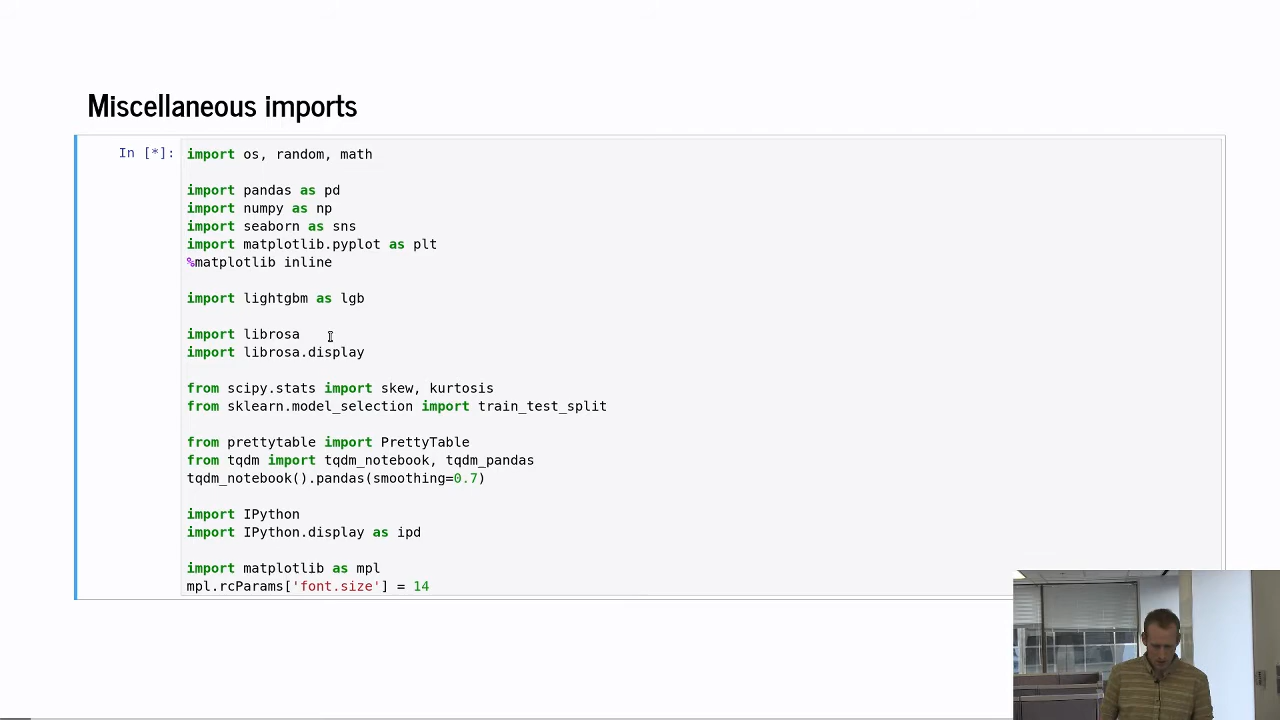 Miscellaneous imports
In [*]:
import os, random, math
import pandas as pd
import numpy as np
import seaborn as sns
import matplotlib.pyplot as plt
%matplotlib inline
import lightgbm as lgb
import librosa
import librosa.display
from scipy.stats import skew, kurtosis
from sklearn.model_selection import train_test_split
from prettytable import PrettyTable
from tqdm import tqdm_notebook, tqdm_pandas
tqdm_notebook().pandas(smoothing=0.7)
import IPython
import IPython.display as ipd
import matplotlib as mpl
mpl.rcParams['font.size'] = 14